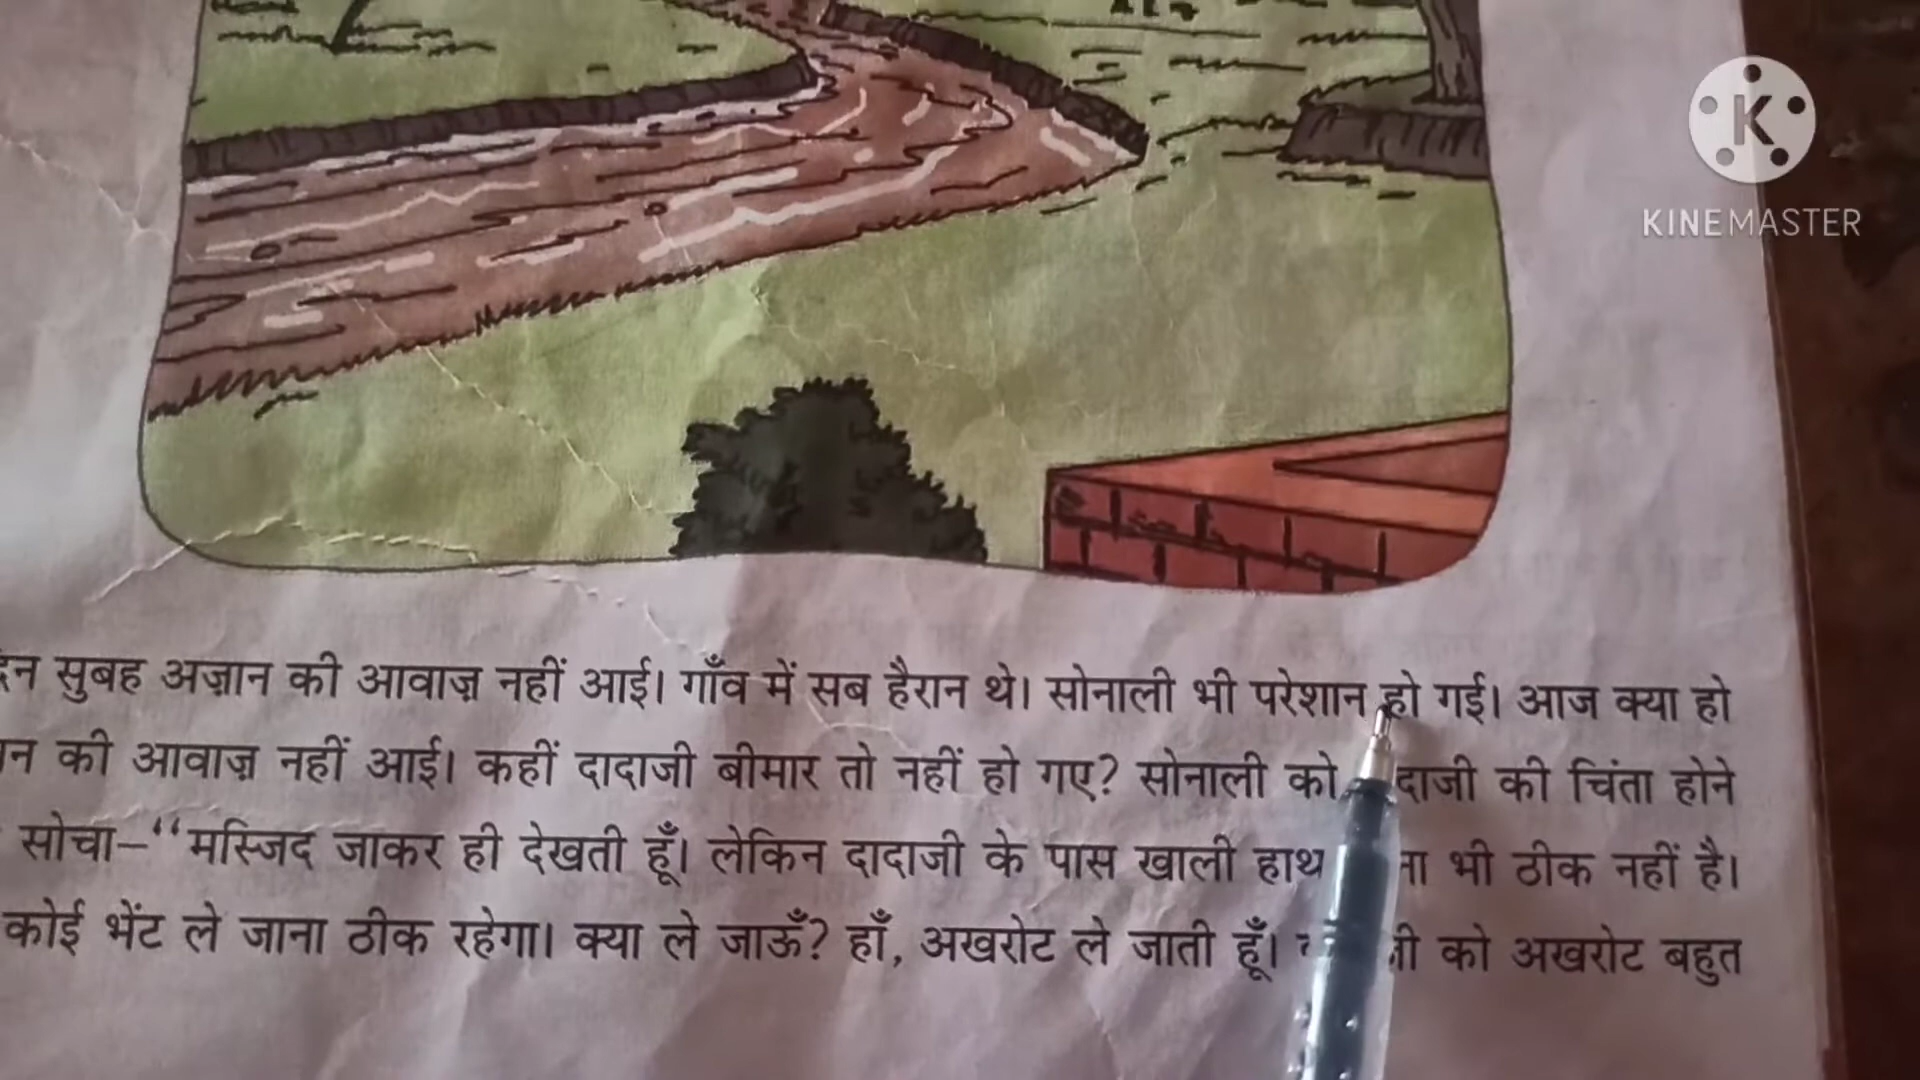 KINEMASTER
सुबह अज़ान की आवाज़ नहीं आई। गाँव में सब हैरान थे। सोनाली भी परेशान हो गई। आज क्या हो
की आवाज़ नहीं आई। कहीं दादाजी बीमार तो नहीं हो गए? सोनाली को दाजी की चिंता होने
सोचा–“मस्जिद जाकर ही देखती हूँ। लेकिन दादाजी के पास खाली हाथ भी ठीक नहीं है।
कोई भेंट ले जाना ठीक रहेगा। क्या ले जाऊँ? हाँ, अखरोट ले जाती हूँ। को अखरोट बहुत